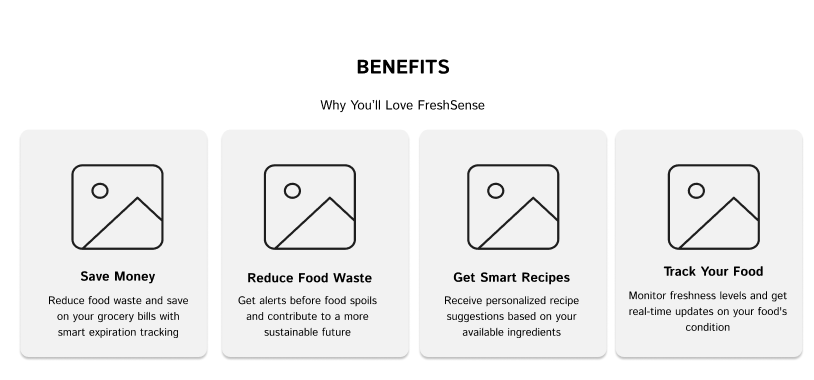 BENEFITS
Why You'll Love FreshSense
Save Money
Reduce food waste and save
on your grocery bills with
smart expiration tracking
Reduce Food Waste
Get alerts before food spoils
and contribute to a more
sustainable future
Get Smart Recipes
Receive personalized recipe
suggestions based on your
available ingredients
Track Your Food
Monitor freshness levels and get
real-time updates on your food's
condition